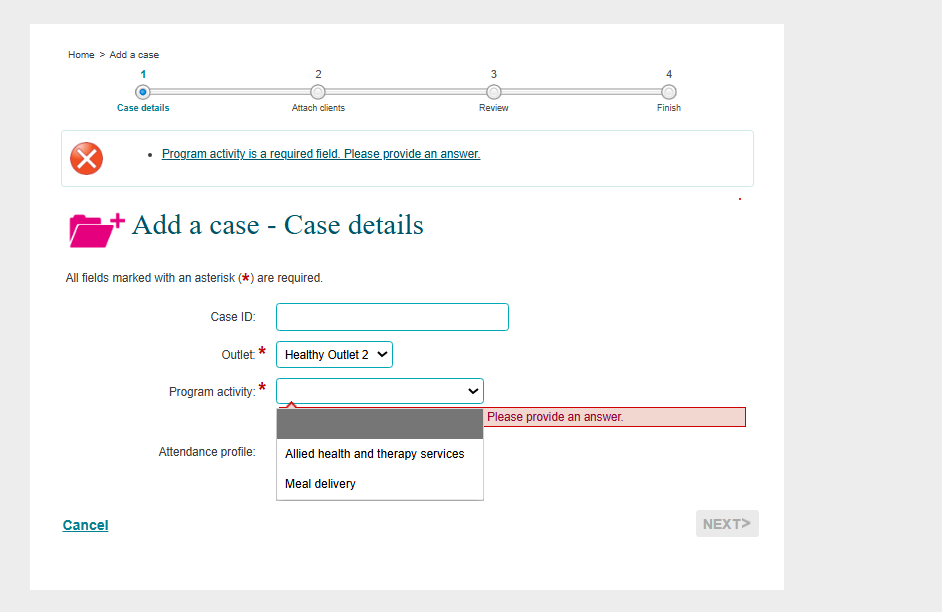 Home > Add a case
1 2 3 4
Case details Attach clients Review Finish
• Program activity is a required field. Please provide an answer.
Add a case - Case details
All fields marked with an asterisk (*) are required.
Case ID:
Outlet: * Healthy Outlet 2
Program activity: *
Please provide an answer.
Allied health and therapy services
Attendance profile:
Meal delivery
Cancel NEXT>